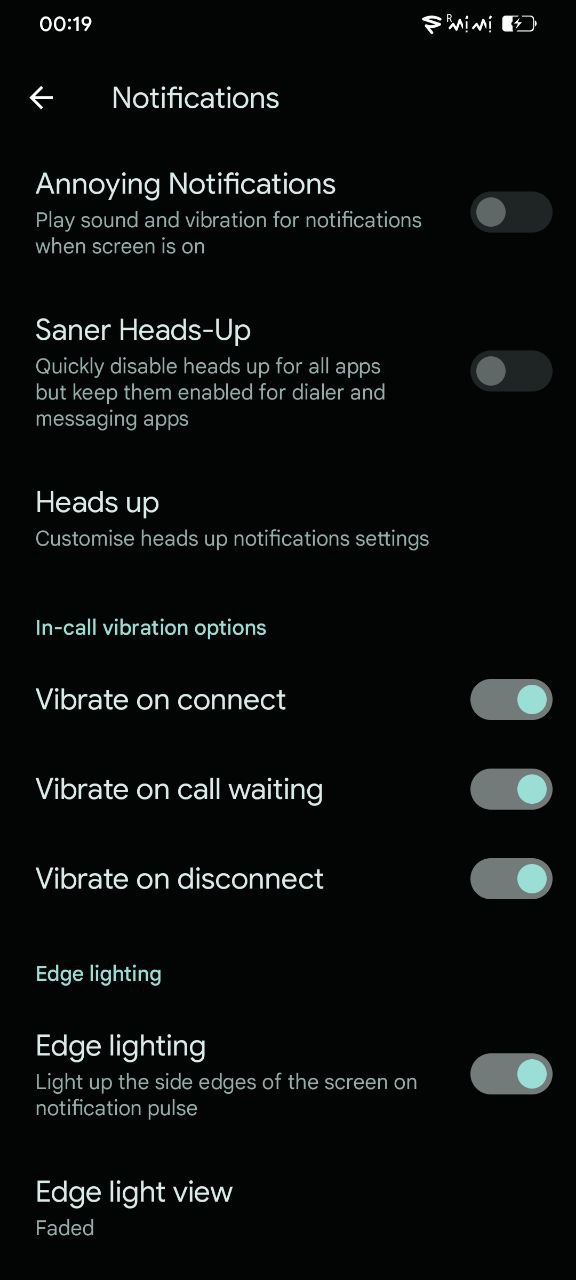 00:19
R
Notifications
Annoying Notifications
Play sound and vibration for notifications
when screen is on
Saner Heads-Up
Quickly disable heads up for all apps
but keep them enabled for dialer and
messaging apps
Heads up
Customise heads up notifications settings
In-call vibration options
Vibrate on connect
Vibrate on call waiting
Vibrate on disconnect
Edge lighting
Edge lighting
Light up the side edges of the screen on
notification pulse
Edge light view
Faded